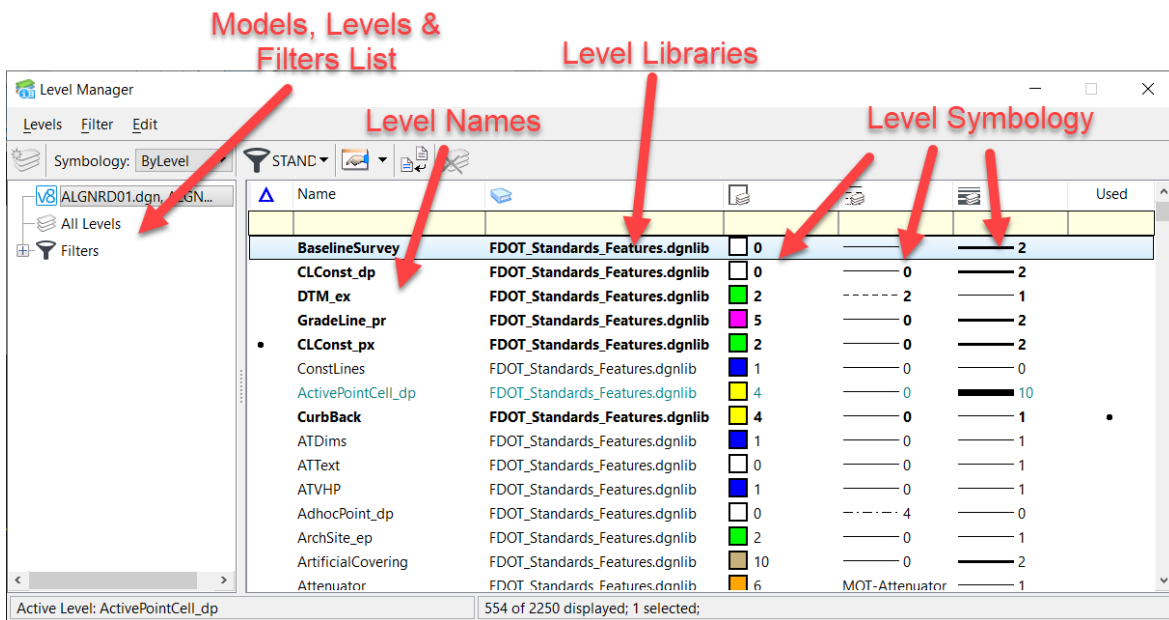 Models, Levels &
Filters List
Level Libraries
Level Manager
Levels Filter Edit
Level Names
Level Symbology
Symbology: ByLevel STAND
V8 ALGNRD01.dgn, ALGN...
All Levels
Filters
Name Used
BaselineSurvey FDOT_Standards_Features.dgnlib 0 2
CLConst_dp FDOT_Standards_Features.dgnlib 0 0 2
DTM_ex FDOT_Standards_Features.dgnlib 2 2 1
GradeLine_pr FDOT_Standards_Features.dgnlib 5 0 2
CLConst_px FDOT_Standards_Features.dgnlib 2 0 2
ConstLines FDOT_Standards_Features.dgnlib 1 0 0
ActivePointCell_dp FDOT_Standards_Features.dgnlib 4 0 10
CurbBack FDOT_Standards_Features.dgnlib 4 0 1
ATDims FDOT_Standards_Features.dgnlib 1 0 1
ATText FDOT_Standards_Features.dgnlib 0 0 1
ATVHP FDOT_Standards_Features.dgnlib 1 0 1
AdhocPoint_dp FDOT_Standards_Features.dgnlib 0 4 0
ArchSite_ep FDOT_Standards_Features.dgnlib 2 0 1
ArtificialCovering FDOT_Standards_Features.dgnlib 10 0 2
Attenuator FDOT_Standards_Features.dgnlib 6 MOT-Attenuator 1
Active Level: ActivePointCell_dp 554 of 2250 displayed; 1 selected;